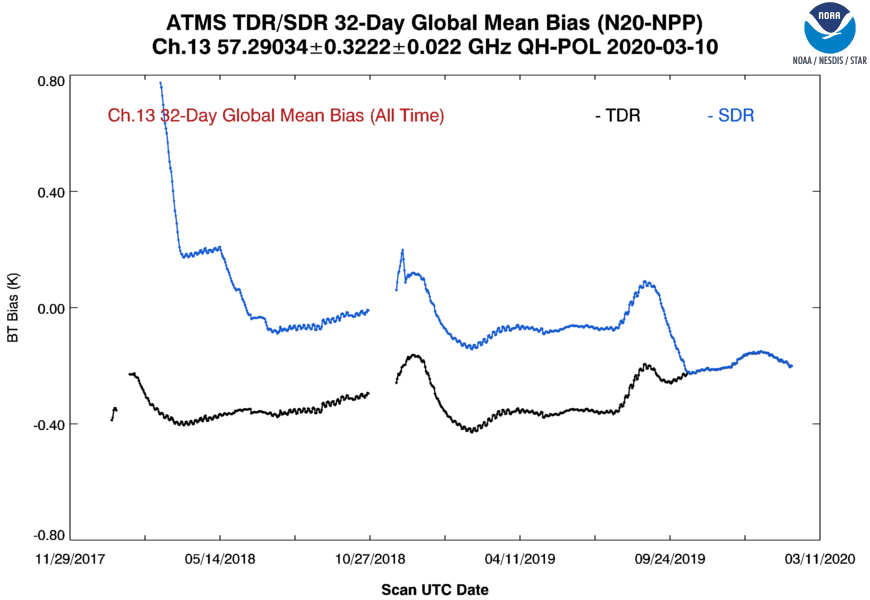 ATMS TDR/SDR 32-Day Global Mean Bias (N20-NPP)
Ch.13 57.29034±0.3222±0.022 GHz QH-POL 2020-03-10
NOAA
NOAA / NESDIS / STAR
Ch.13 32-Day Global Mean Bias (All Time)
- TDR
- SDR
BT Bias (K)
0.80
0.40
0.00
-0.40
-0.80
11/29/2017
05/14/2018
10/27/2018
04/11/2019
09/24/2019
03/11/2020
Scan UTC Date